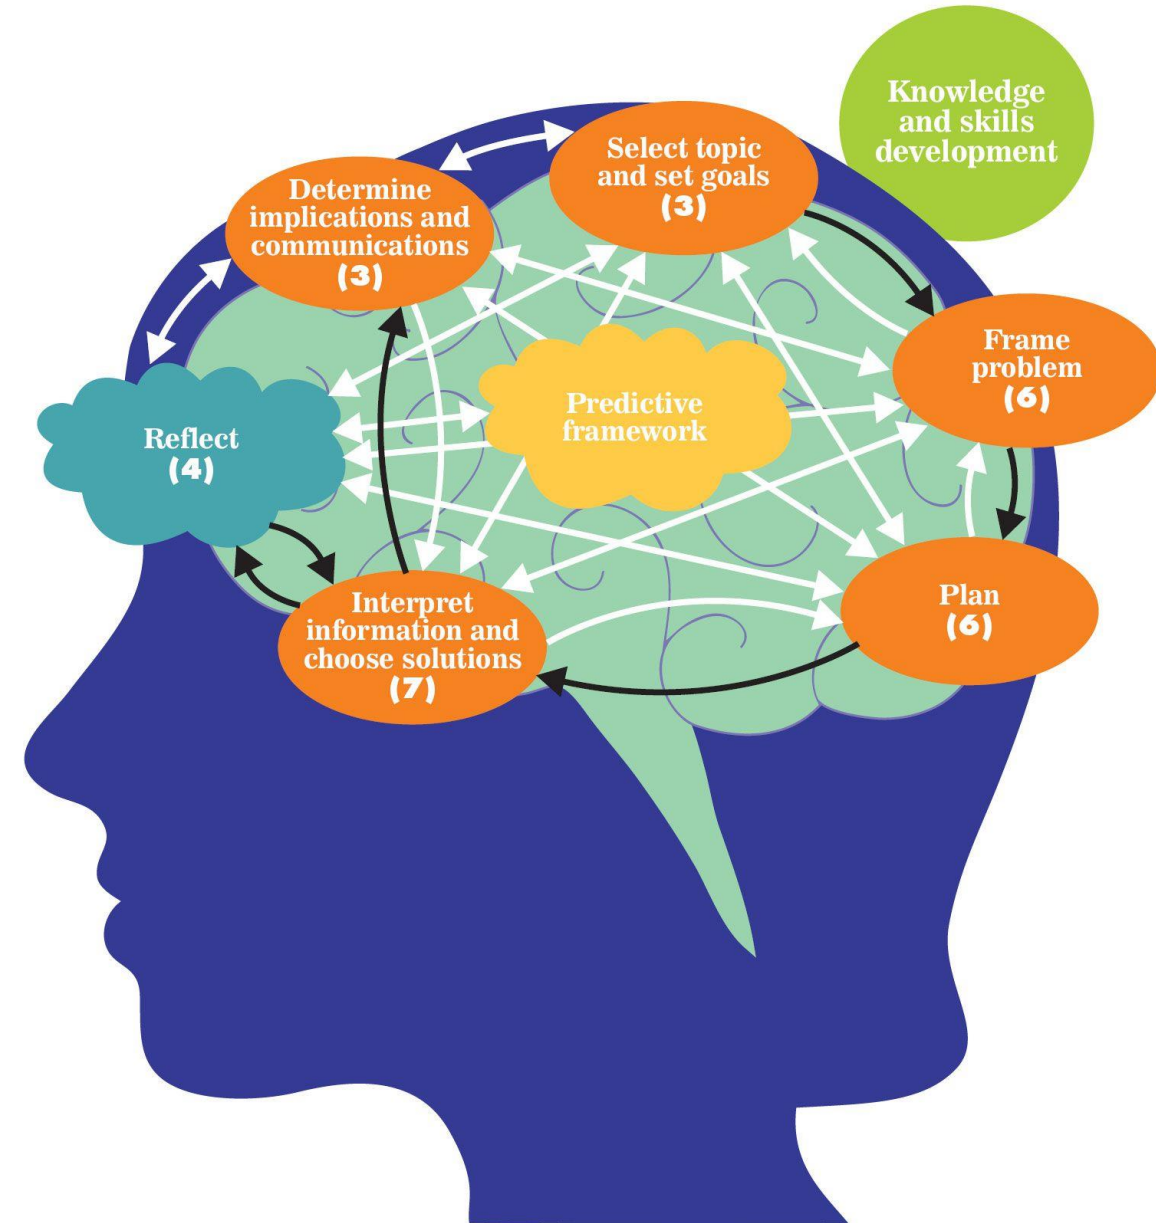 Knowledge
and skills
development
Select topic
and set goals
(3)
Determine
implications and
communications
(3)
Frame
problem
(6)
Predictive
framework
Reflect
(4)
Plan
(6)
Interpret
information and
choose solutions
(7)